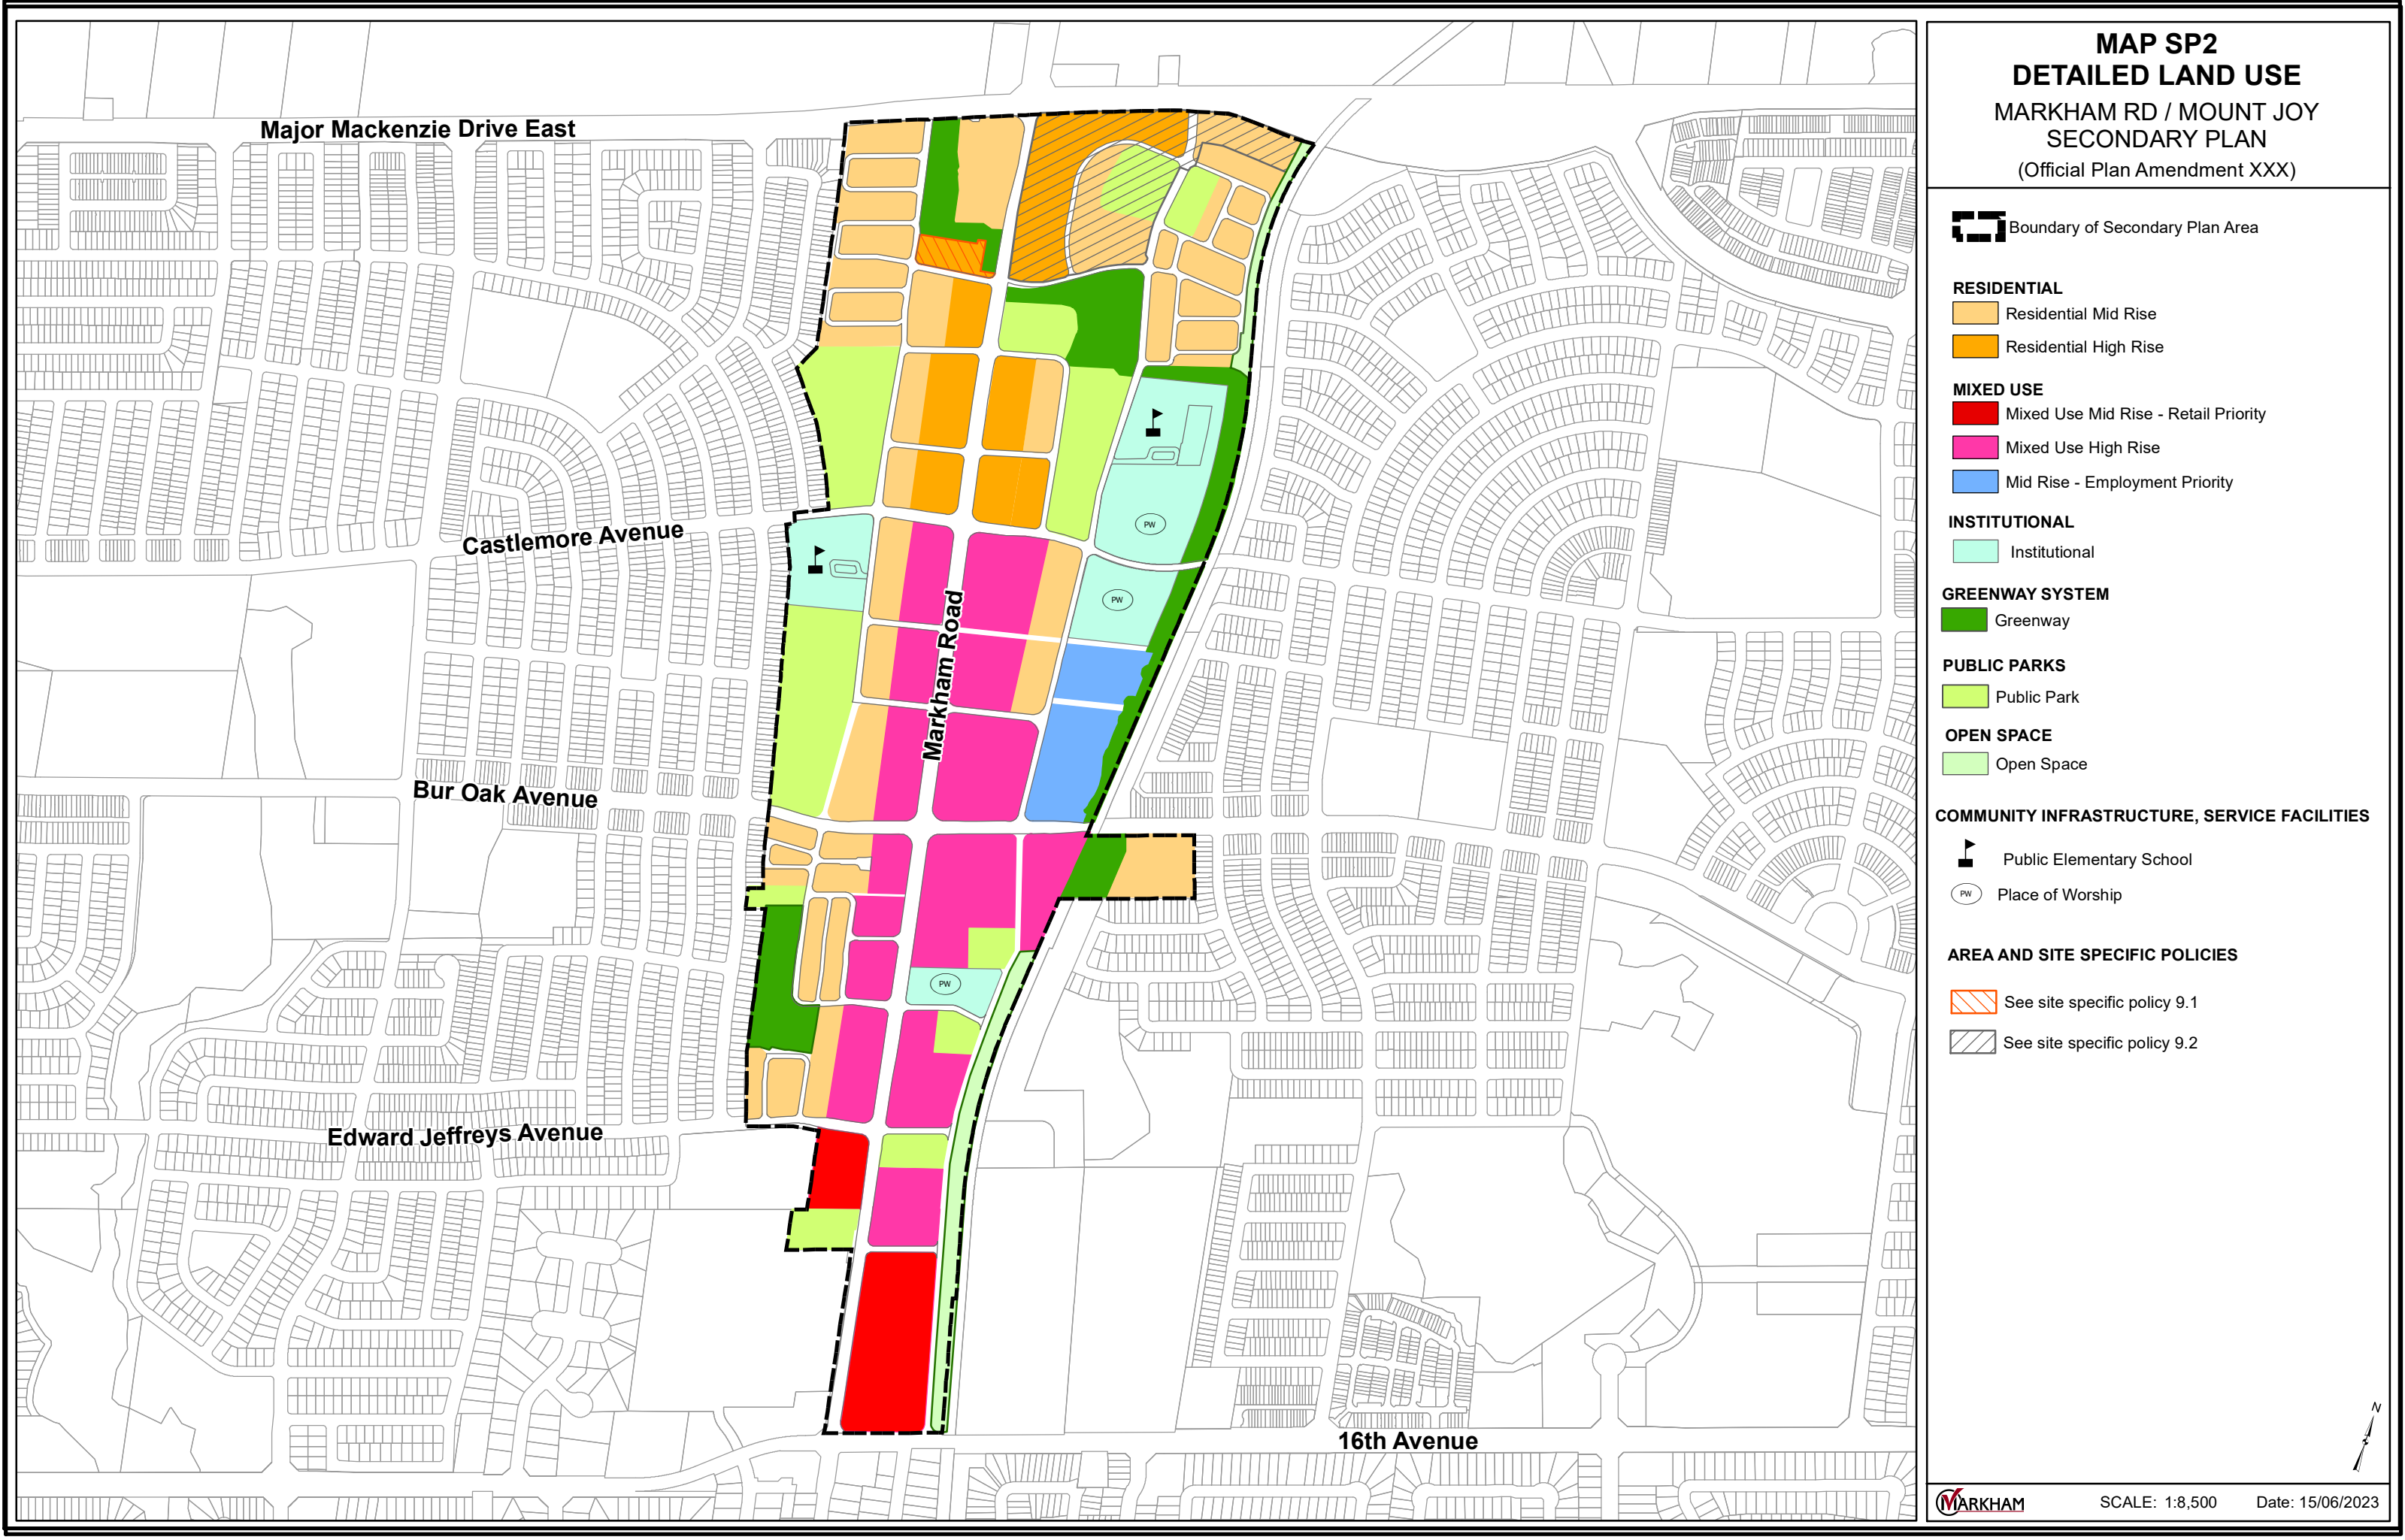 MAP SP2
DETAILED LAND USE
MARKHAM RD / MOUNT JOY
SECONDARY PLAN
(Official Plan Amendment XXX)
Boundary of Secondary Plan Area
RESIDENTIAL
Residential Mid Rise
Residential High Rise
MIXED USE
Mixed Use Mid Rise - Retail Priority
Mixed Use High Rise
Mid Rise - Employment Priority
INSTITUTIONAL
Institutional
GREENWAY SYSTEM
Greenway
PUBLIC PARKS
Public Park
OPEN SPACE
Open Space
COMMUNITY INFRASTRUCTURE, SERVICE FACILITIES
Public Elementary School
PW Place of Worship
AREA AND SITE SPECIFIC POLICIES
See site specific policy 9.1
See site specific policy 9.2
N
MARKHAM
SCALE: 1:8,500 Date: 15/06/2023
Major Mackenzie Drive East
Castlemore Avenue
PW
PW
Markham Road
Bur Oak Avenue
PW
Edward Jeffreys Avenue
16th Avenue